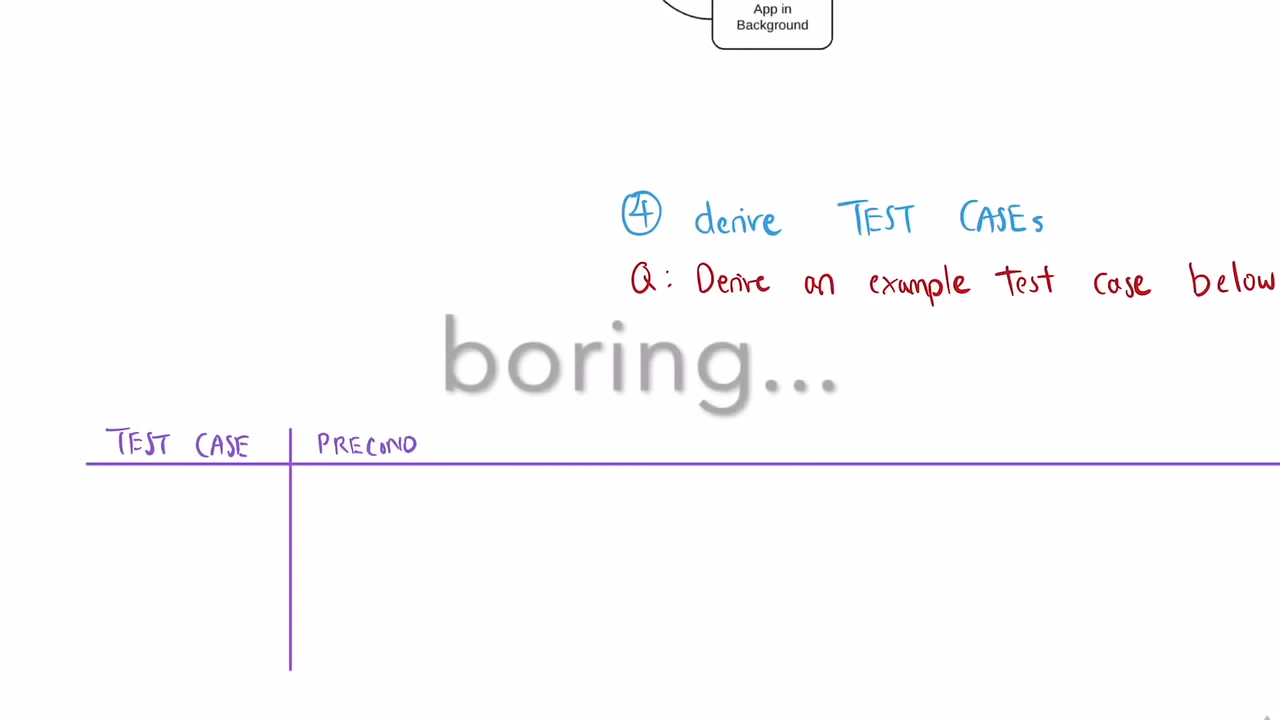 App in
Background
④ derive TEST CASEs
Q: Derive an example test case below
boring...
TEST CASE PRECOND